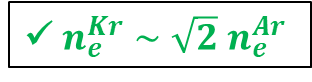 ✓ n_e^{Kr} ~ √2 n_e^{Ar}